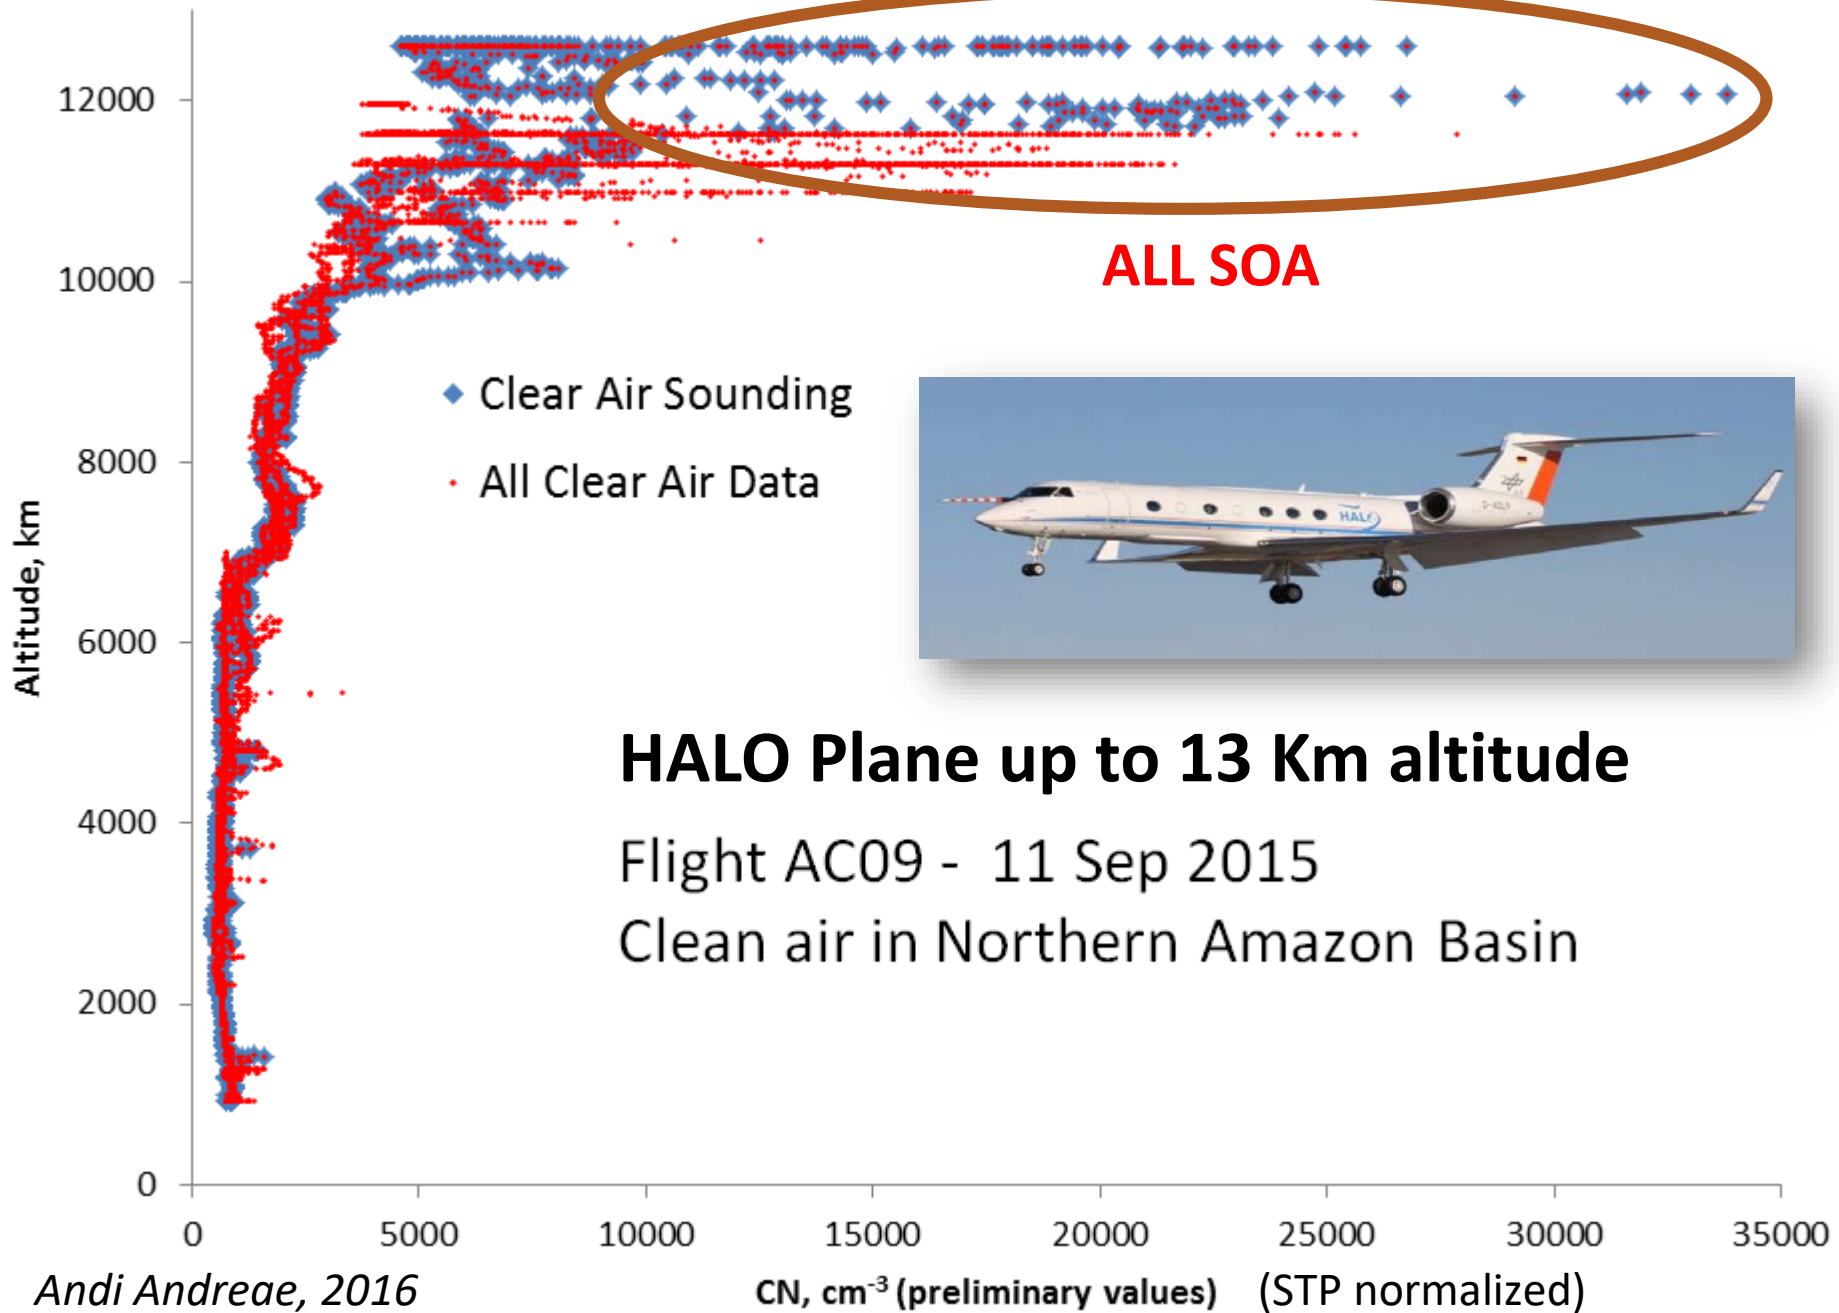 12000
10000
8000
6000
4000
2000
0
Altitude, km
ALL SOA
Clear Air Sounding
All Clear Air Data
HALO
HALO Plane up to 13 Km altitude
Flight AC09 - 11 Sep 2015
Clean air in Northern Amazon Basin
0 5000 10000 15000 20000 25000 30000 35000
Andi Andreae, 2016
CN, cm⁻³ (preliminary values) (STP normalized)